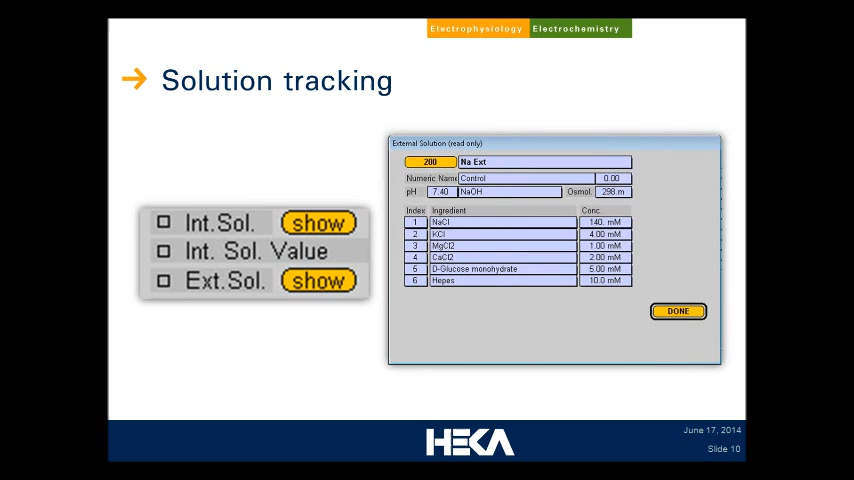 Electrophysiology Electrochemistry
→ Solution tracking
Int.Sol. show
Int. Sol. Value
Ext.Sol. show
External Solution (read only)
200 Na Ext
Numeric Name Control 0.00
pH 7.40 NaOH Osmol. 298.m
Index Ingredient Conc.
1 NaCl 140. mM
2 KCl 4.00 mM
3 MgCl2 1.00 mM
4 CaCl2 2.00 mM
5 D-Glucose monohydrate 5.00 mM
6 Hepes 10.0 mM
DONE
HEKA
June 17, 2014
Slide 10